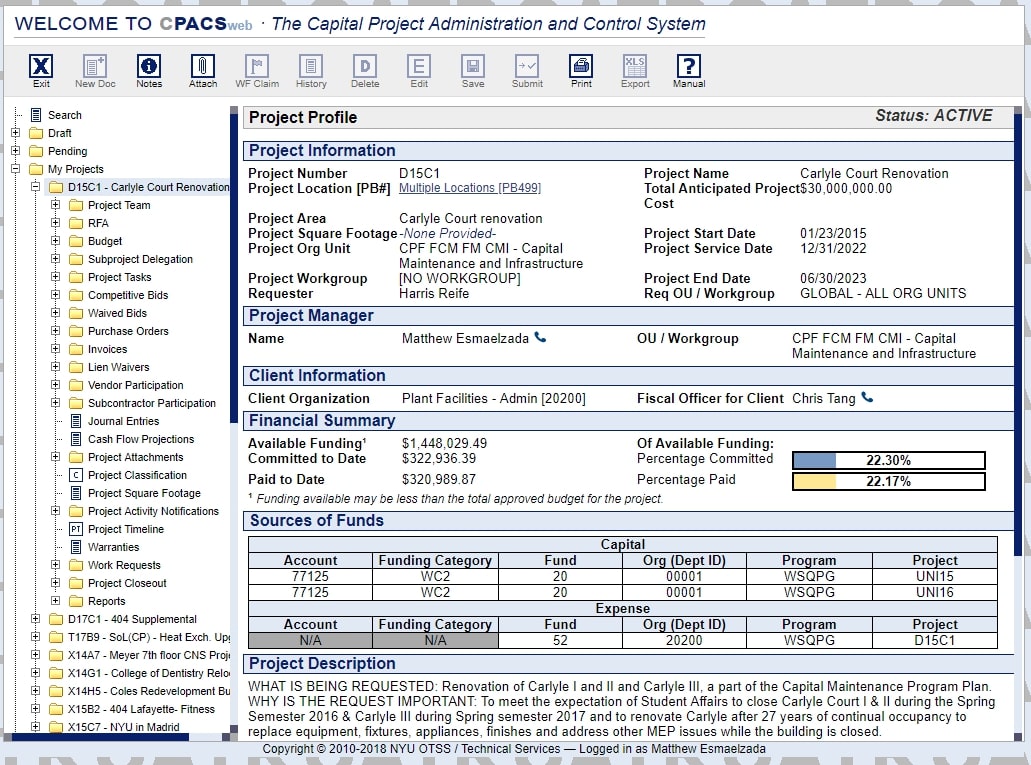 WELCOME TO CPACSweb · The Capital Project Administration and Control System
X i D E XLS ?
Exit New Doc Notes Attach WF Claim History Delete Edit Save Submit Print Export Manual
Search
Draft
Pending
My Projects
D15C1 - Carlyle Court Renovation
Project Team
RFA
Budget
Subproject Delegation
Project Tasks
Competitive Bids
Waived Bids
Purchase Orders
Invoices
Lien Waivers
Vendor Participation
Subcontractor Participation
Journal Entries
Cash Flow Projections
Project Attachments
C Project Classification
Project Square Footage
Project Activity Notifications
PT Project Timeline
Warranties
Work Requests
Project Closeout
Reports
D17C1 - 404 Supplemental
T17B9 - SoL(CP) - Heat Exch. Upg
X14A7 - Meyer 7th floor CNS Proje
X14G1 - College of Dentistry Relo
X14H5 - Coles Redevelopment Bu
X15B2 - 404 Lafayette- Fitness
X15C7 - NYU in Madrid
Project Profile Status: ACTIVE
Project Information
Project Number D15C1 Project Name Carlyle Court Renovation
Project Location [PB#] Multiple Locations [PB499] Total Anticipated Project $30,000,000.00
Cost
Project Area Carlyle Court renovation
Project Square Footage -None Provided- Project Start Date 01/23/2015
Project Org Unit CPF FCM FM CMI - Capital Project Service Date 12/31/2022
Maintenance and Infrastructure
Project Workgroup [NO WORKGROUP] Project End Date 06/30/2023
Requester Harris Reife Req OU / Workgroup GLOBAL - ALL ORG UNITS
Project Manager
Name Matthew Esmaelzada OU / Workgroup CPF FCM FM CMI - Capital
Maintenance and Infrastructure
Client Information
Client Organization Plant Facilities - Admin [20200] Fiscal Officer for Client Chris Tang
Financial Summary
Available Funding¹ $1,448,029.49 Of Available Funding:
Committed to Date $322,936.39 Percentage Committed 22.30%
Paid to Date $320,989.87 Percentage Paid 22.17%
¹ Funding available may be less than the total approved budget for the project.
Sources of Funds
Capital
Account Funding Category Fund Org (Dept ID) Program Project
77125 WC2 20 00001 WSQPG UNI15
77125 WC2 20 00001 WSQPG UNI16
Expense
Account Funding Category Fund Org (Dept ID) Program Project
N/A N/A 52 20200 WSQPG D15C1
Project Description
WHAT IS BEING REQUESTED: Renovation of Carlyle I and II and Carlyle III, a part of the Capital Maintenance Program Plan.
WHY IS THE REQUEST IMPORTANT: To meet the expectation of Student Affairs to close Carlyle Court I & II during the Spring
Semester 2016 & Carlyle III during Spring semester 2017 and to renovate Carlyle after 27 years of continual occupancy to
replace equipment, fixtures, appliances, finishes and address other MEP issues while the building is closed.
Copyright © 2010-2018 NYU OTSS / Technical Services — Logged in as Matthew Esmaelzada